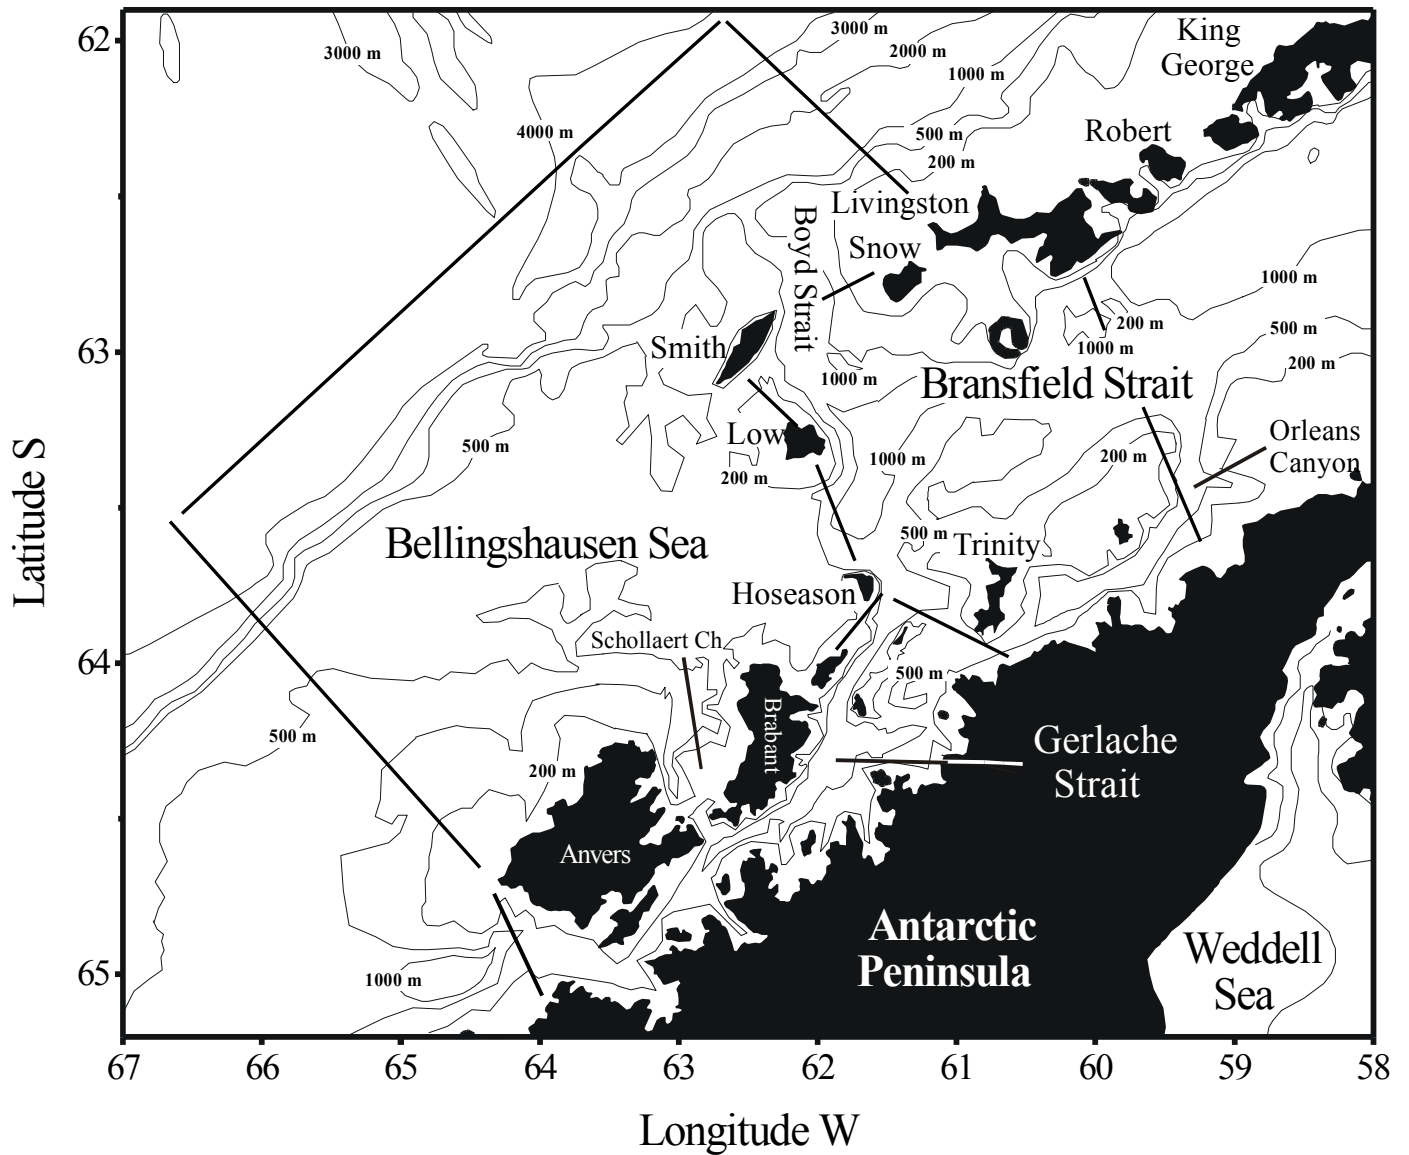 62
63
64
65
Latitude S
3000 m
3000 m
2000 m
1000 m
King
George
4000 m
500 m
200 m
Robert
Livingston
Boyd Strait
Snow
1000 m
200 m
500 m
1000 m
200 m
Smith
1000 m
Bransfield Strait
Low
500 m
200 m
1000 m
200 m
Orleans
Canyon
Bellingshausen Sea
500 m
Trinity
Hoseason
Schollaert Ch
500 m
500 m
Brabant
200 m
Gerlache
Strait
Anvers
Antarctic
Peninsula
Weddell
Sea
1000 m
67
66
65
64
63
62
61
60
59
58
Longitude W